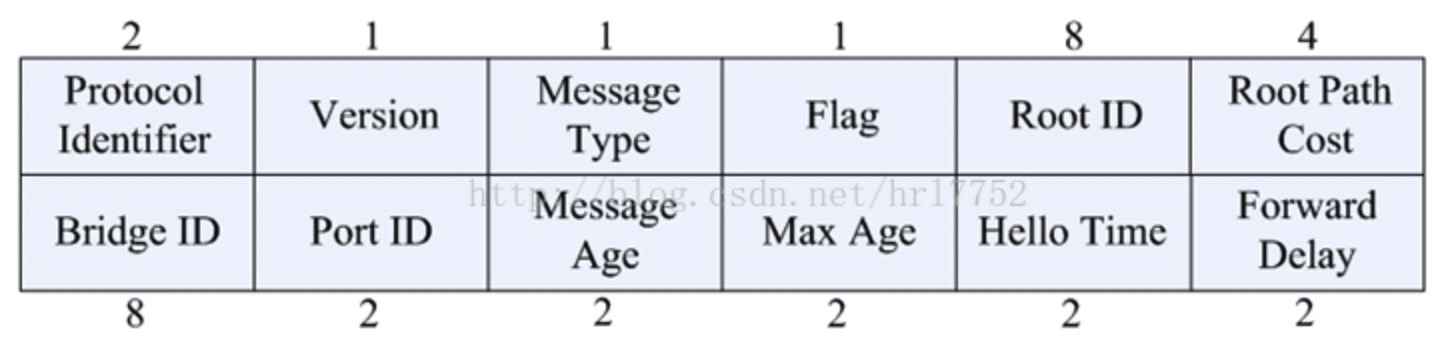 2 1 1 1 8 4
Protocol Identifier Version Message Type Flag Root ID Root Path Cost
http://blog.csdn.net/hr17752
Bridge ID Port ID Message Age Max Age Hello Time Forward Delay
8 2 2 2 2 2